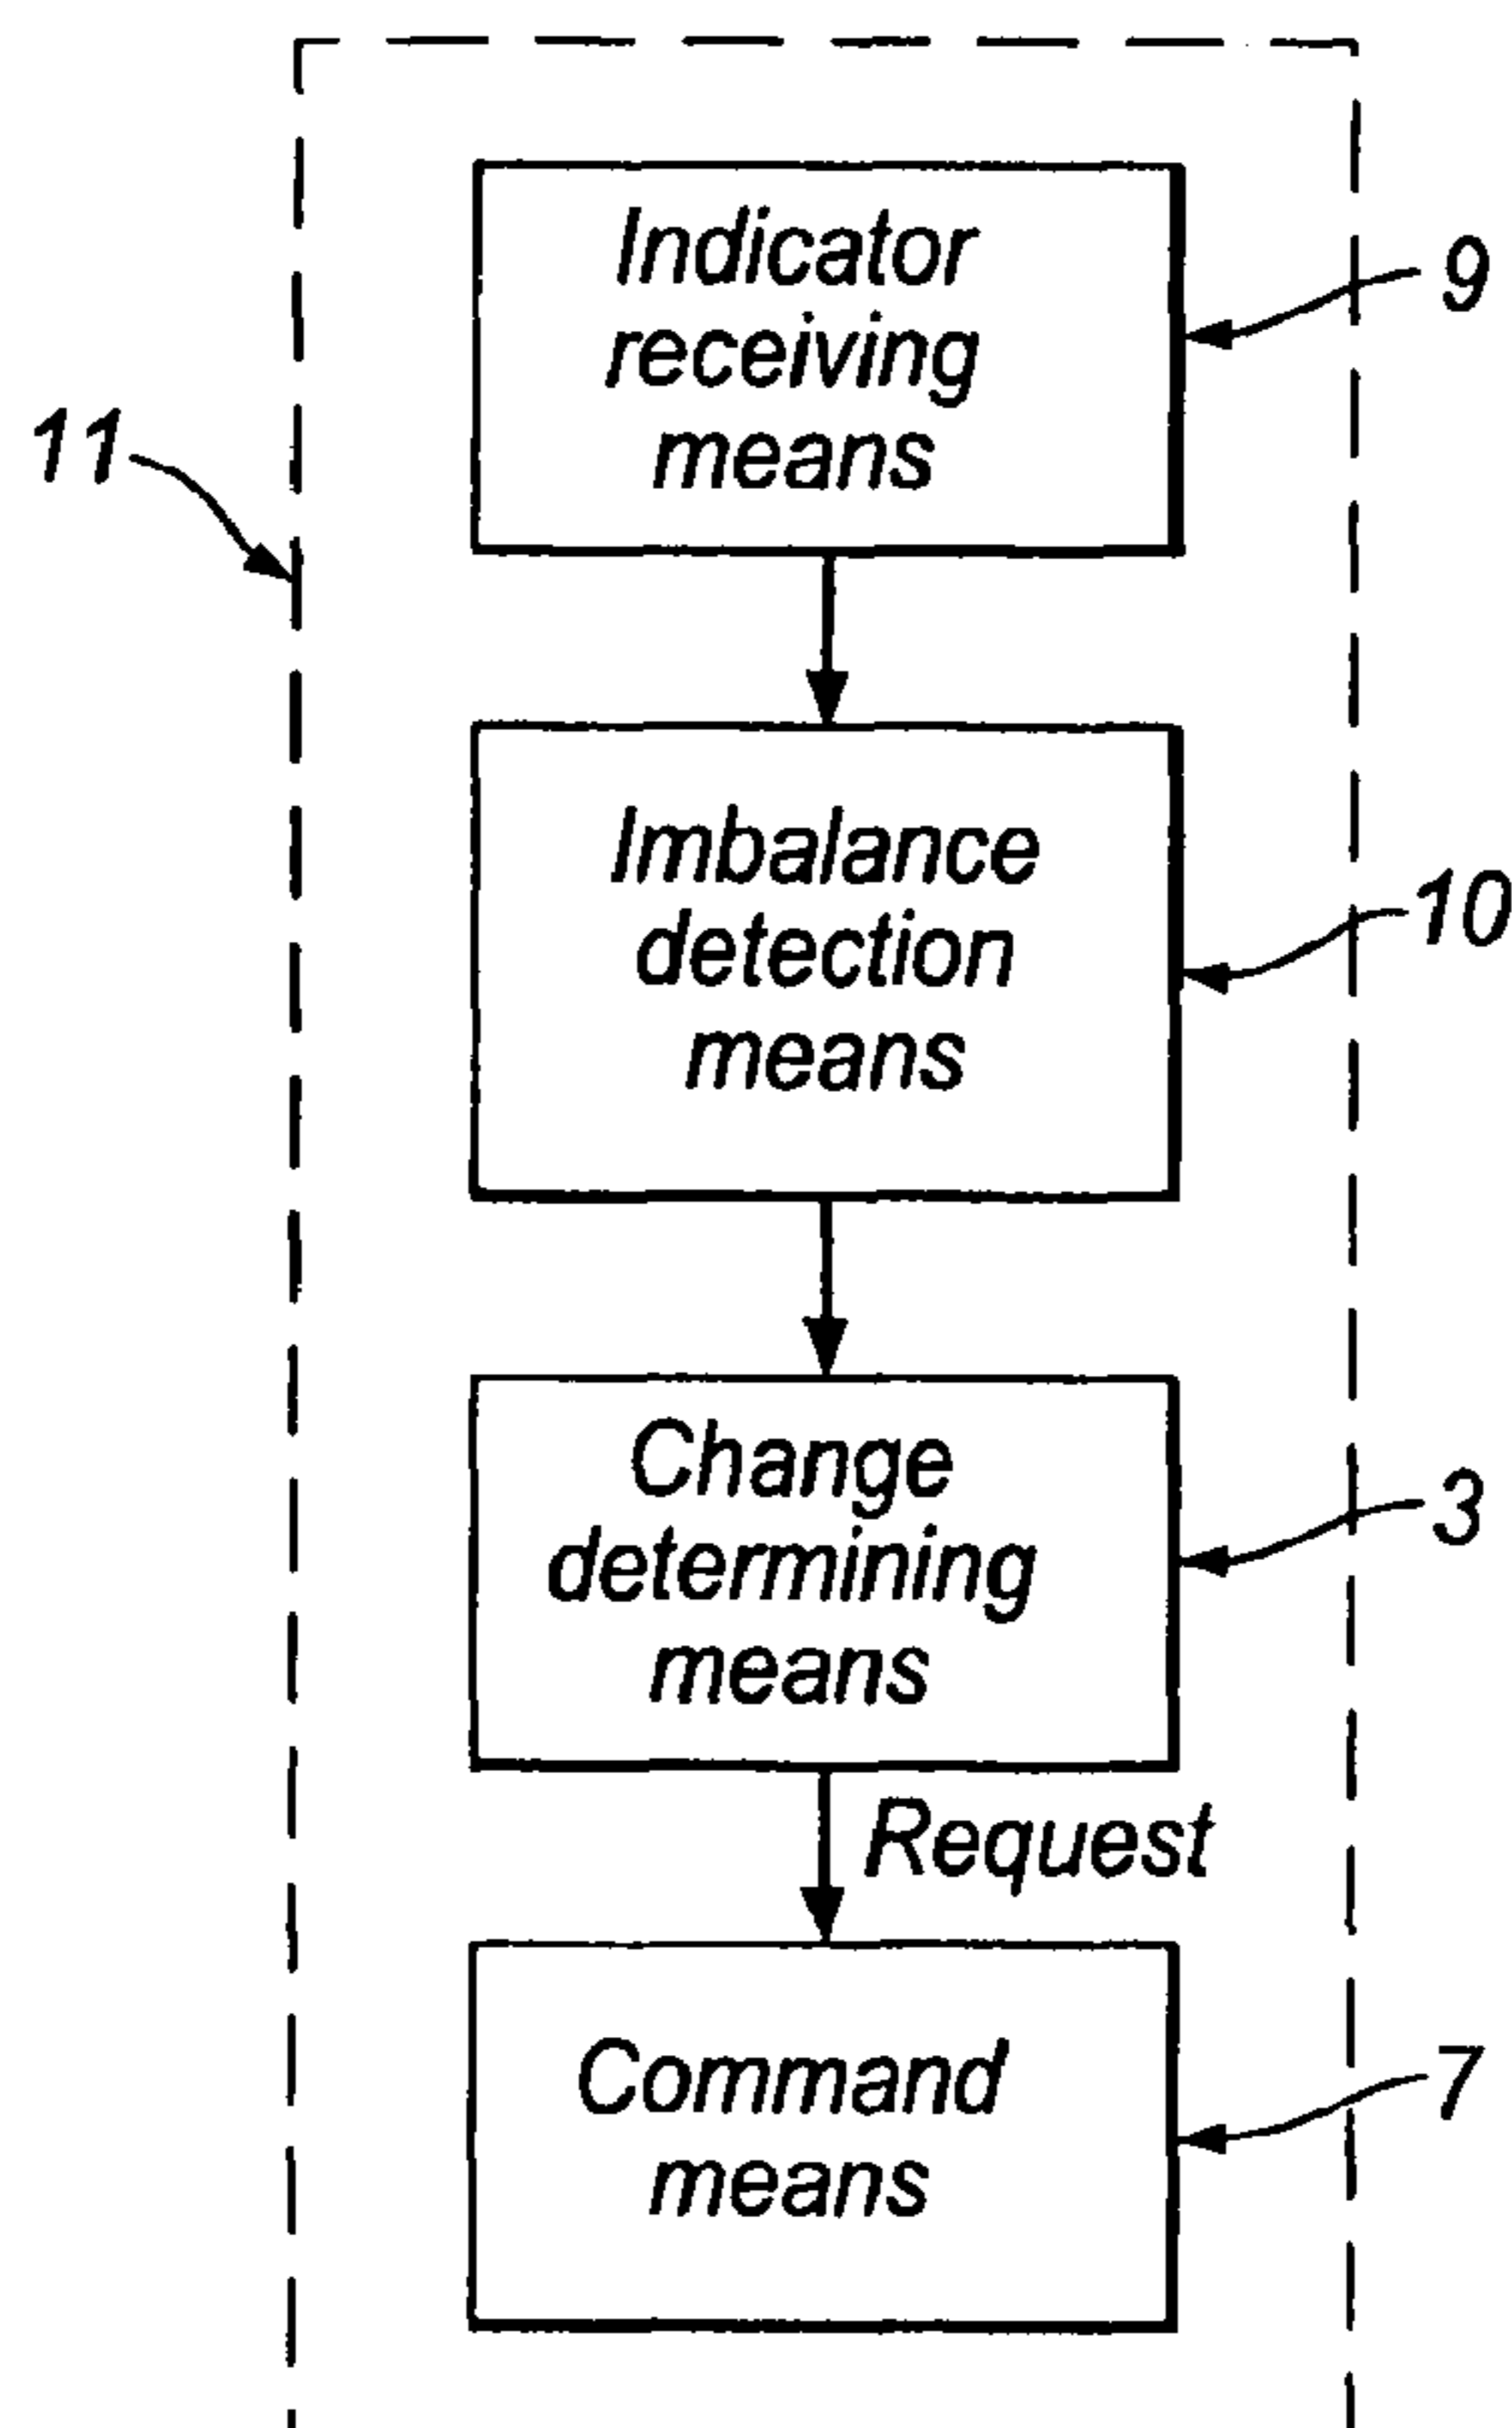 Indicator
receiving
means
9
11
Imbalance
detection
means
10
Change
determining
means
3
Request
Command
means
7